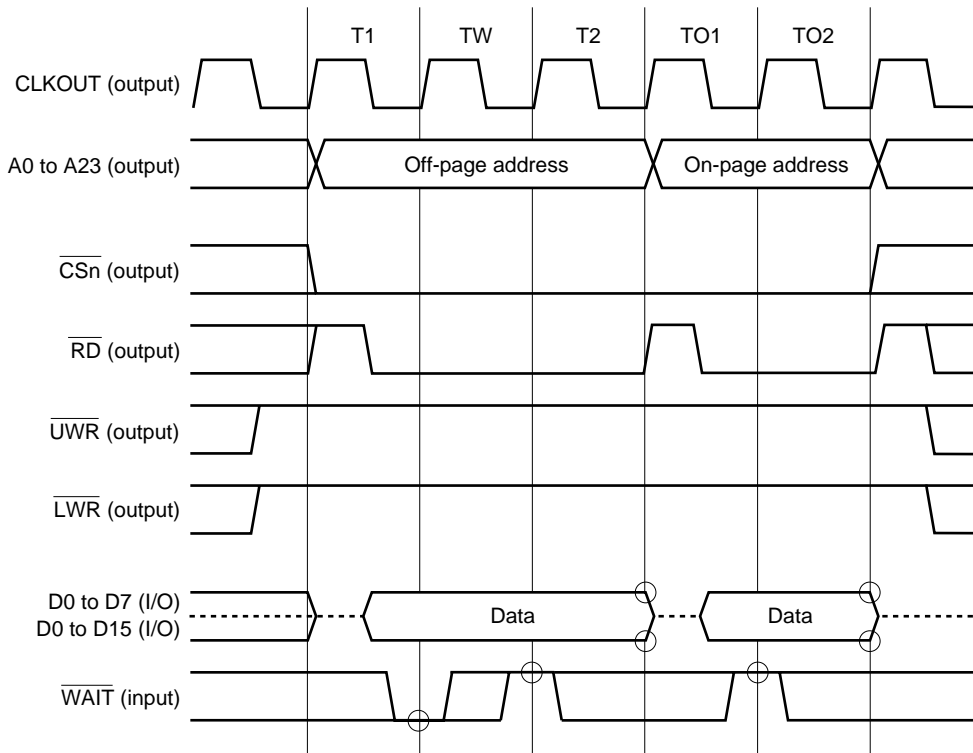 T1 TW T2 TO1 TO2
CLKOUT (output)
A0 to A23 (output)
Off-page address
On-page address
CSn (output)
RD (output)
UWR (output)
LWR (output)
D0 to D7 (I/O)
D0 to D15 (I/O)
Data
Data
WAIT (input)